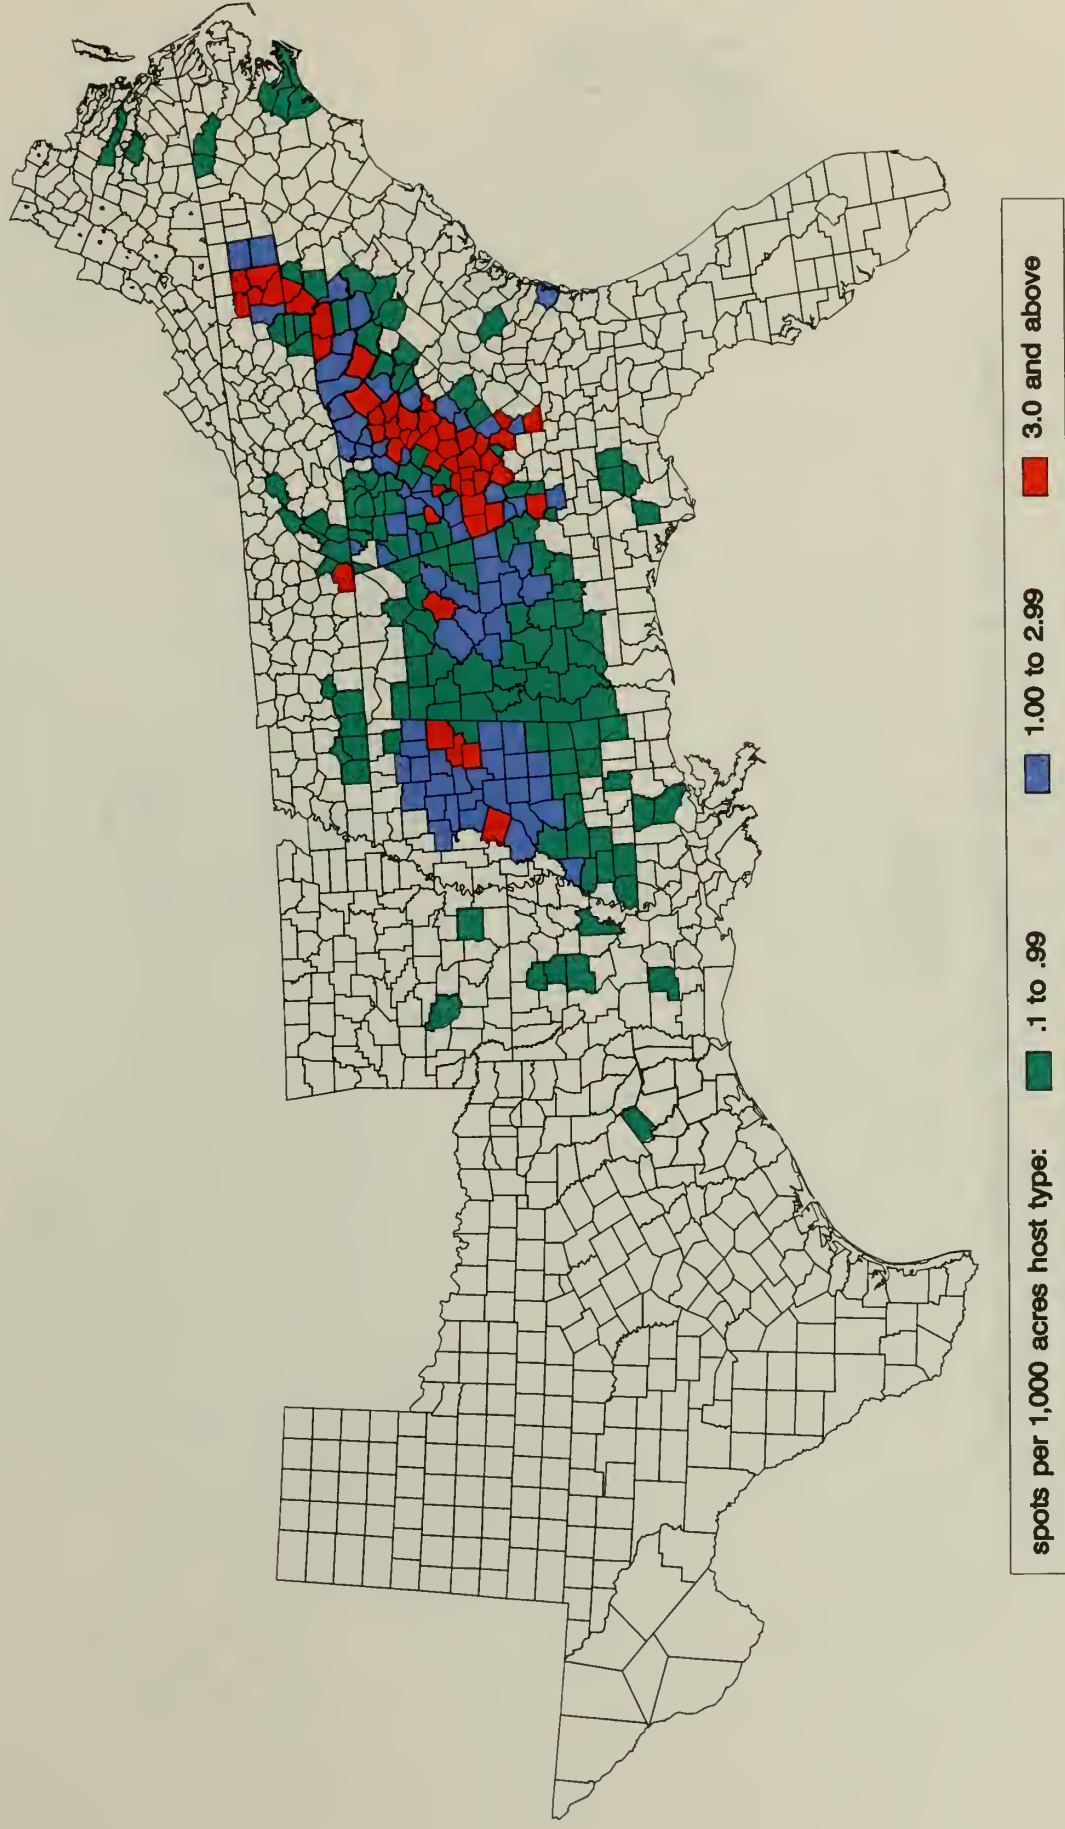 spots per 1,000 acres host type: .1 to .99 1.00 to 2.99 3.0 and above